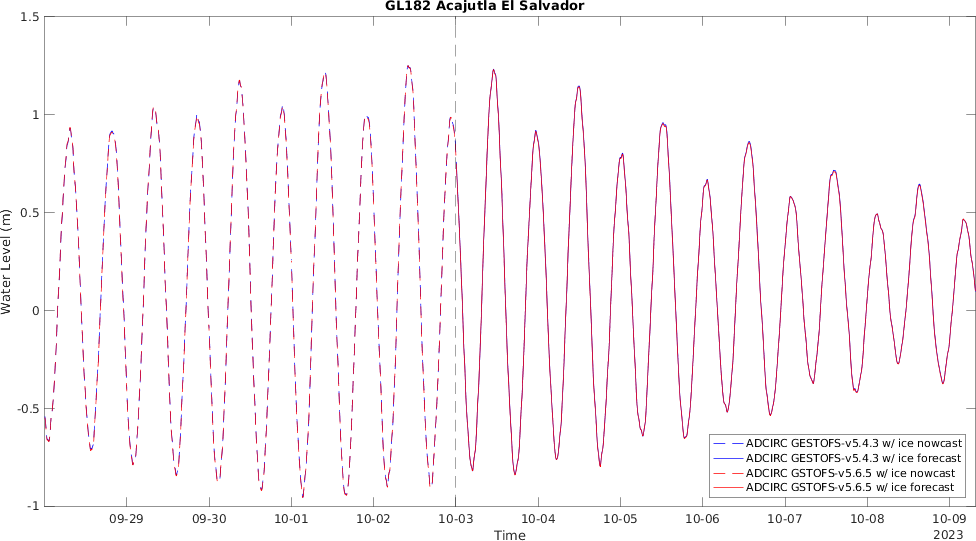 GL182 Acajutla El Salvador
1.5
1
0.5
0
-0.5
-1
Water Level (m)
ADCIRC GESTOFS-v5.4.3 w/ ice nowcast
ADCIRC GESTOFS-v5.4.3 w/ ice forecast
ADCIRC GSTOFS-v5.6.5 w/ ice nowcast
ADCIRC GSTOFS-v5.6.5 w/ ice forecast
09-29 09-30 10-01 10-02 10-03 10-04 10-05 10-06 10-07 10-08 10-09
Time 2023